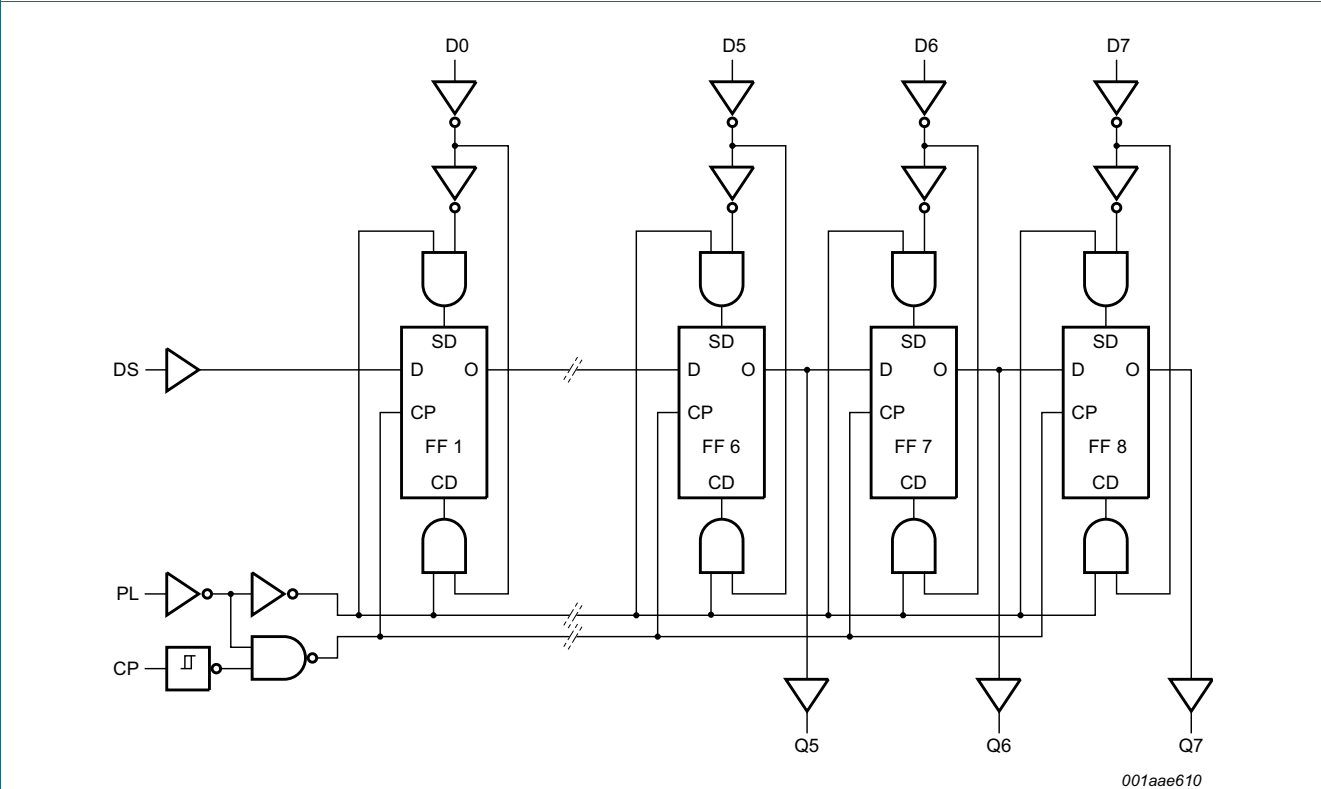 D0 D5 D6 D7
SD SD SD SD
DS D O D O D O D O
CP CP CP CP
FF 1 FF 6 FF 7 FF 8
CD CD CD CD
PL
CP
Q5 Q6 Q7
001aae610